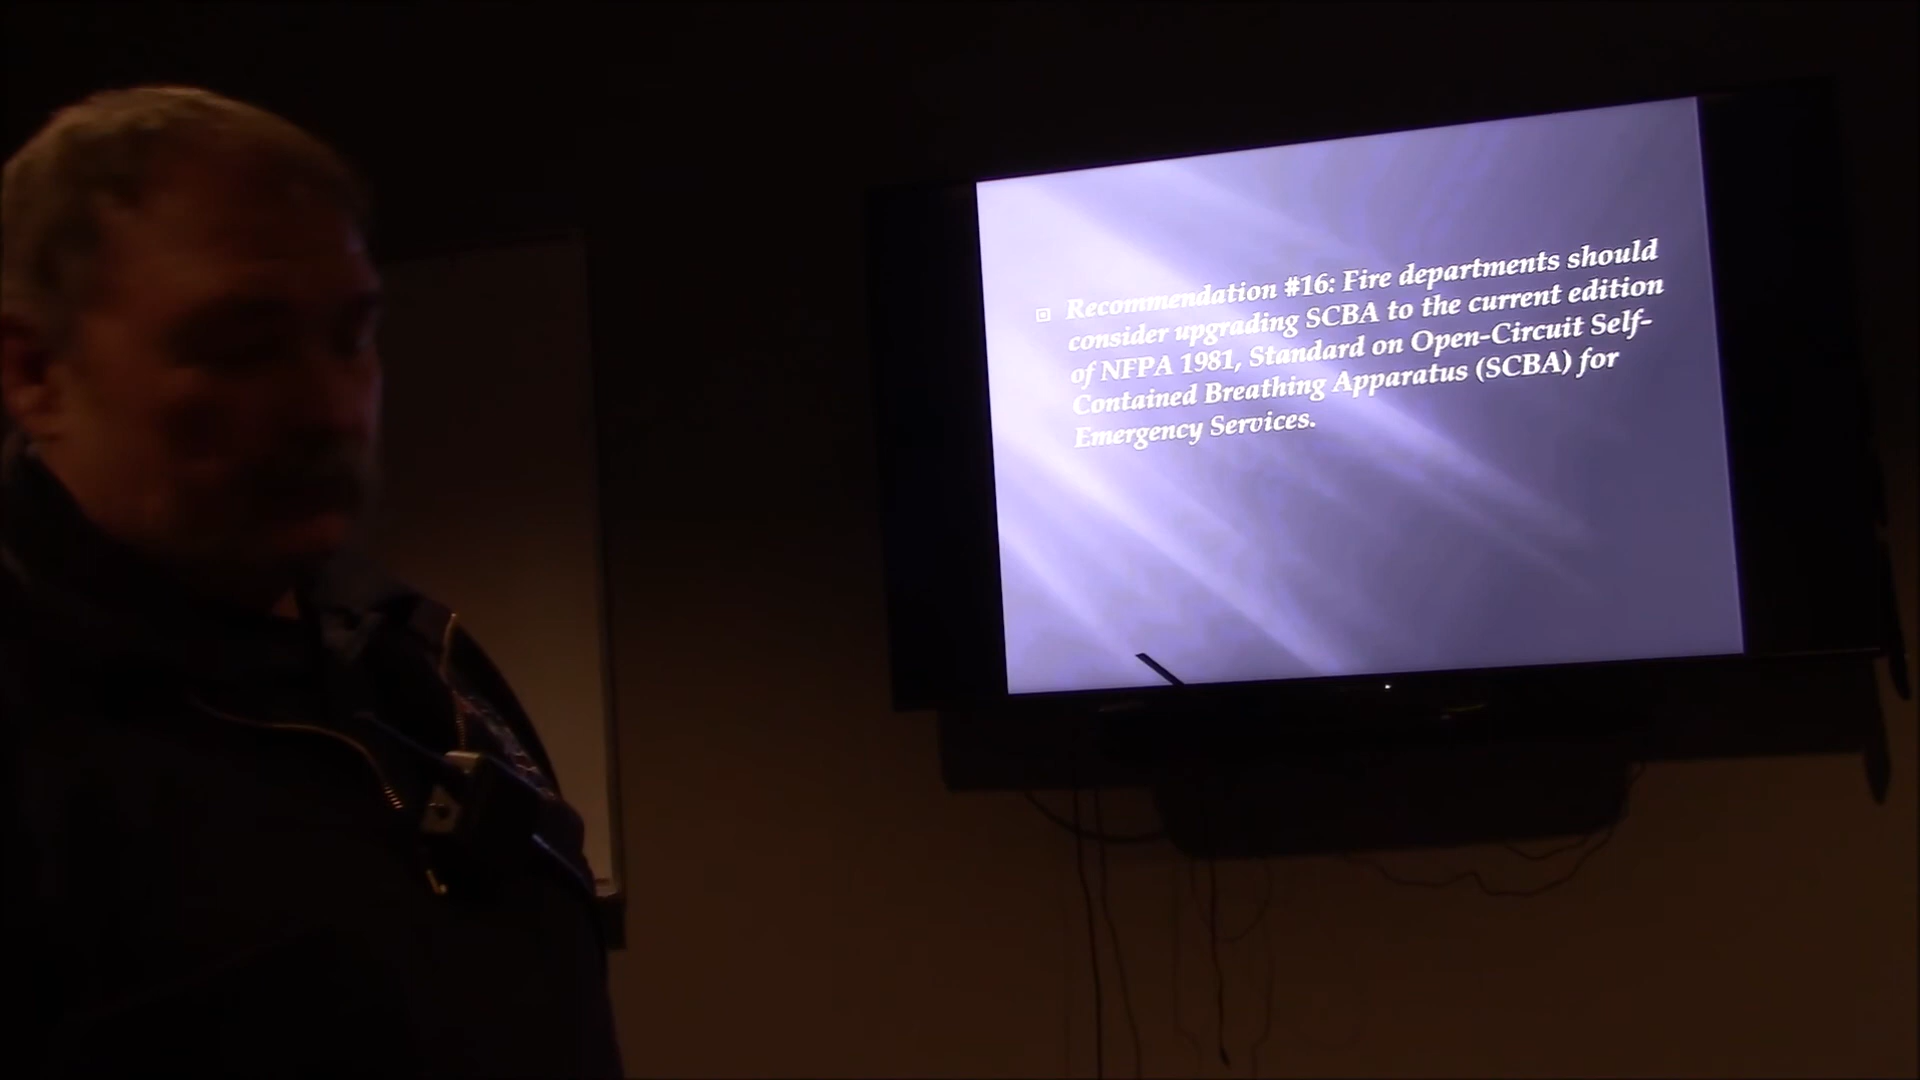 Recommendation #16: Fire departments should
consider upgrading SCBA to the current edition
of NFPA 1981, Standard on Open-Circuit Self-
Contained Breathing Apparatus (SCBA) for
Emergency Services.